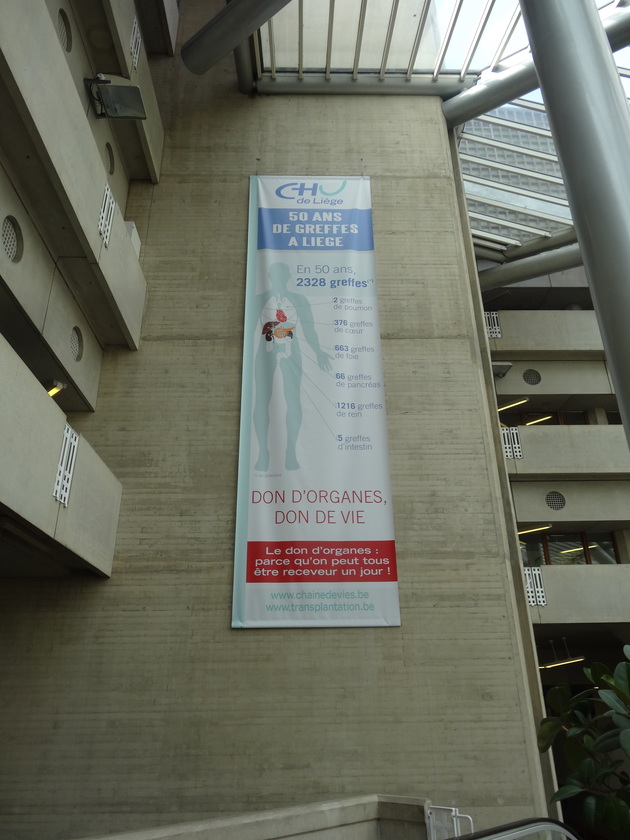 CHU
de Liège
50 ANS
DE GREFFES
A LIEGE
En 50 ans,
2328 greffes
2 greffes
de poumon
376 greffes
de cœur
663 greffes
de foie
66 greffes
de pancréas
1216 greffes
de rein
5 greffes
d'intestin
DON D'ORGANES,
DON DE VIE
Le don d'organes :
parce qu'on peut tous
être receveur un jour !
www.chainedevies.be
www.transplantation.be